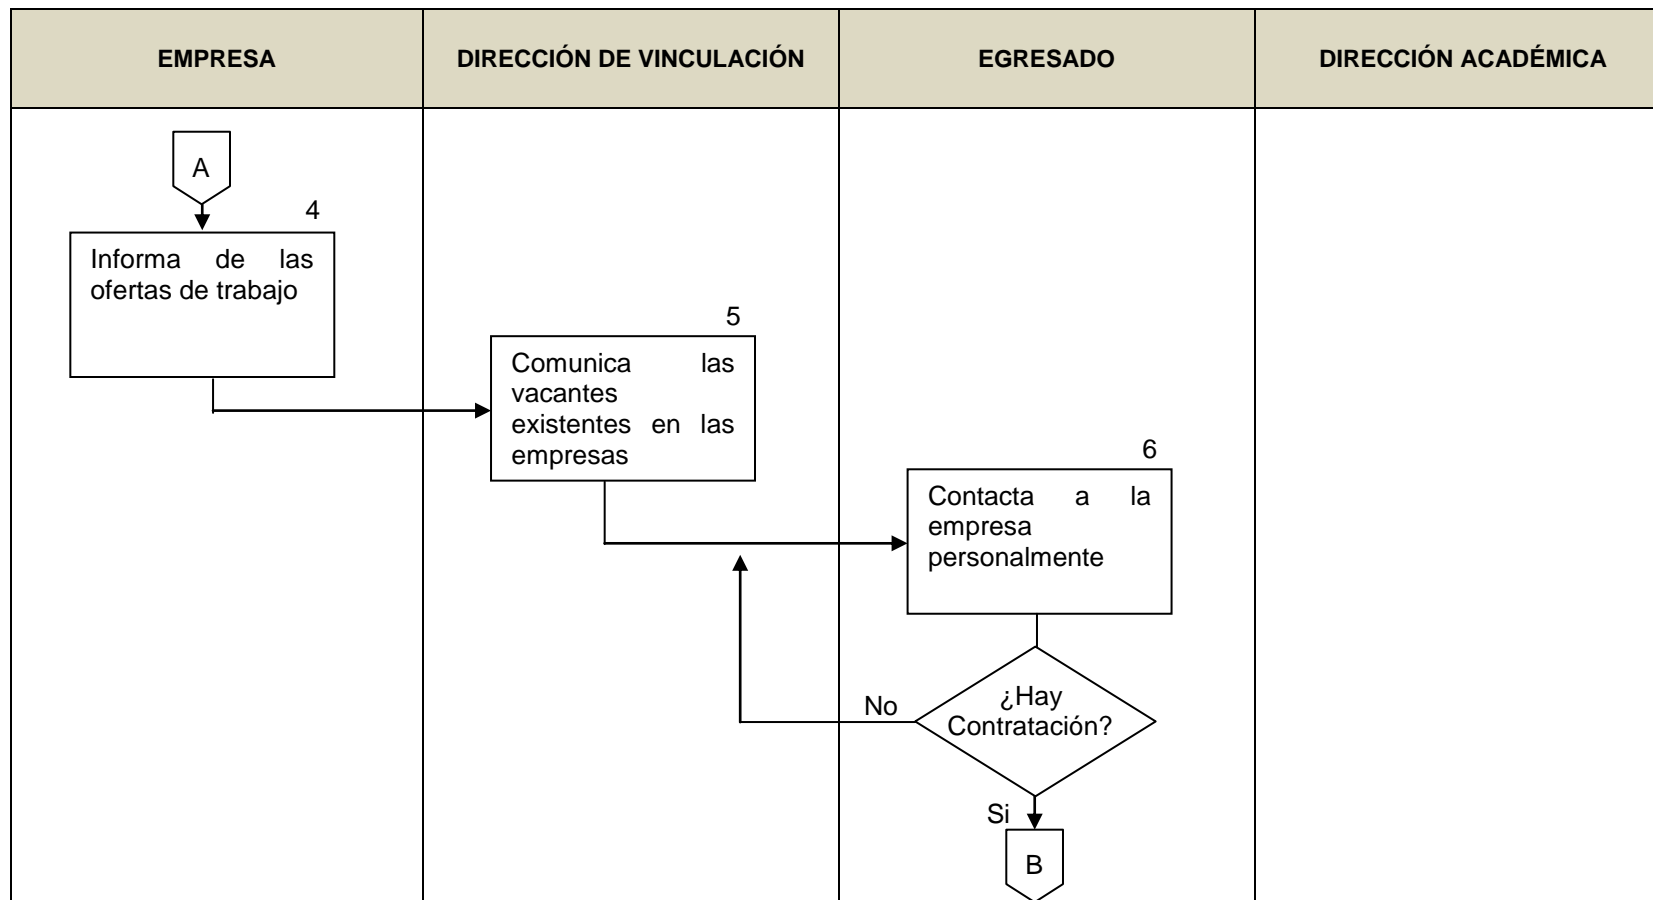 EMPRESA
DIRECCIÓN DE VINCULACIÓN
EGRESADO
DIRECCIÓN ACADÉMICA
A
4
Informa de las
ofertas de trabajo
5
Comunica las
vacantes
existentes en las
empresas
6
Contacta a la
empresa
personalmente
¿Hay
Contratación?
No
Si
B